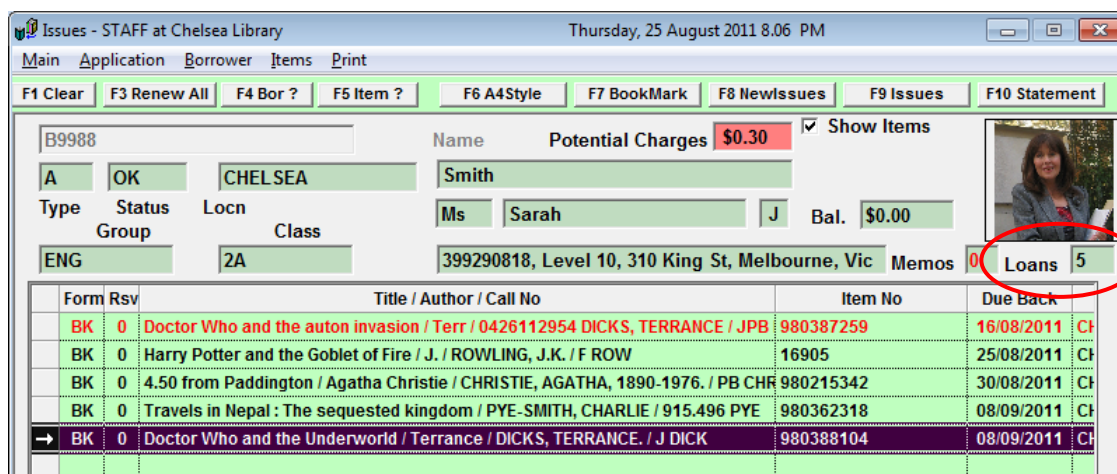 Issues - STAFF at Chelsea Library Thursday, 25 August 2011 8.06 PM
Main Application Borrower Items Print
F1 Clear F3 Renew All F4 Bor ? F5 Item ? F6 A4Style F7 BookMark F8 NewIssues F9 Issues F10 Statement
B9988 Name Potential Charges $0.30 Show Items
A OK CHELSEA Smith
Type Status Locn Ms Sarah J Bal. $0.00
Group Class
ENG 2A 399290818, Level 10, 310 King St, Melbourne, Vic Memos 0 Loans 5
Form Rsv Title / Author / Call No Item No Due Back
BK 0 Doctor Who and the auton invasion / Terr / 0426112954 DICKS, TERRANCE / JPB 980387259 16/08/2011 CH
BK 0 Harry Potter and the Goblet of Fire / J. / ROWLING, J.K. / F ROW 16905 25/08/2011 CH
BK 0 4.50 from Paddington / Agatha Christie / CHRISTIE, AGATHA, 1890-1976. / PB CHR 980215342 30/08/2011 CH
BK 0 Travels in Nepal : The sequested kingdom / PYE-SMITH, CHARLIE / 915.496 PYE 980362318 08/09/2011 CH
BK 0 Doctor Who and the Underworld / Terrance / DICKS, TERRANCE. / J DICK 980388104 08/09/2011 CH